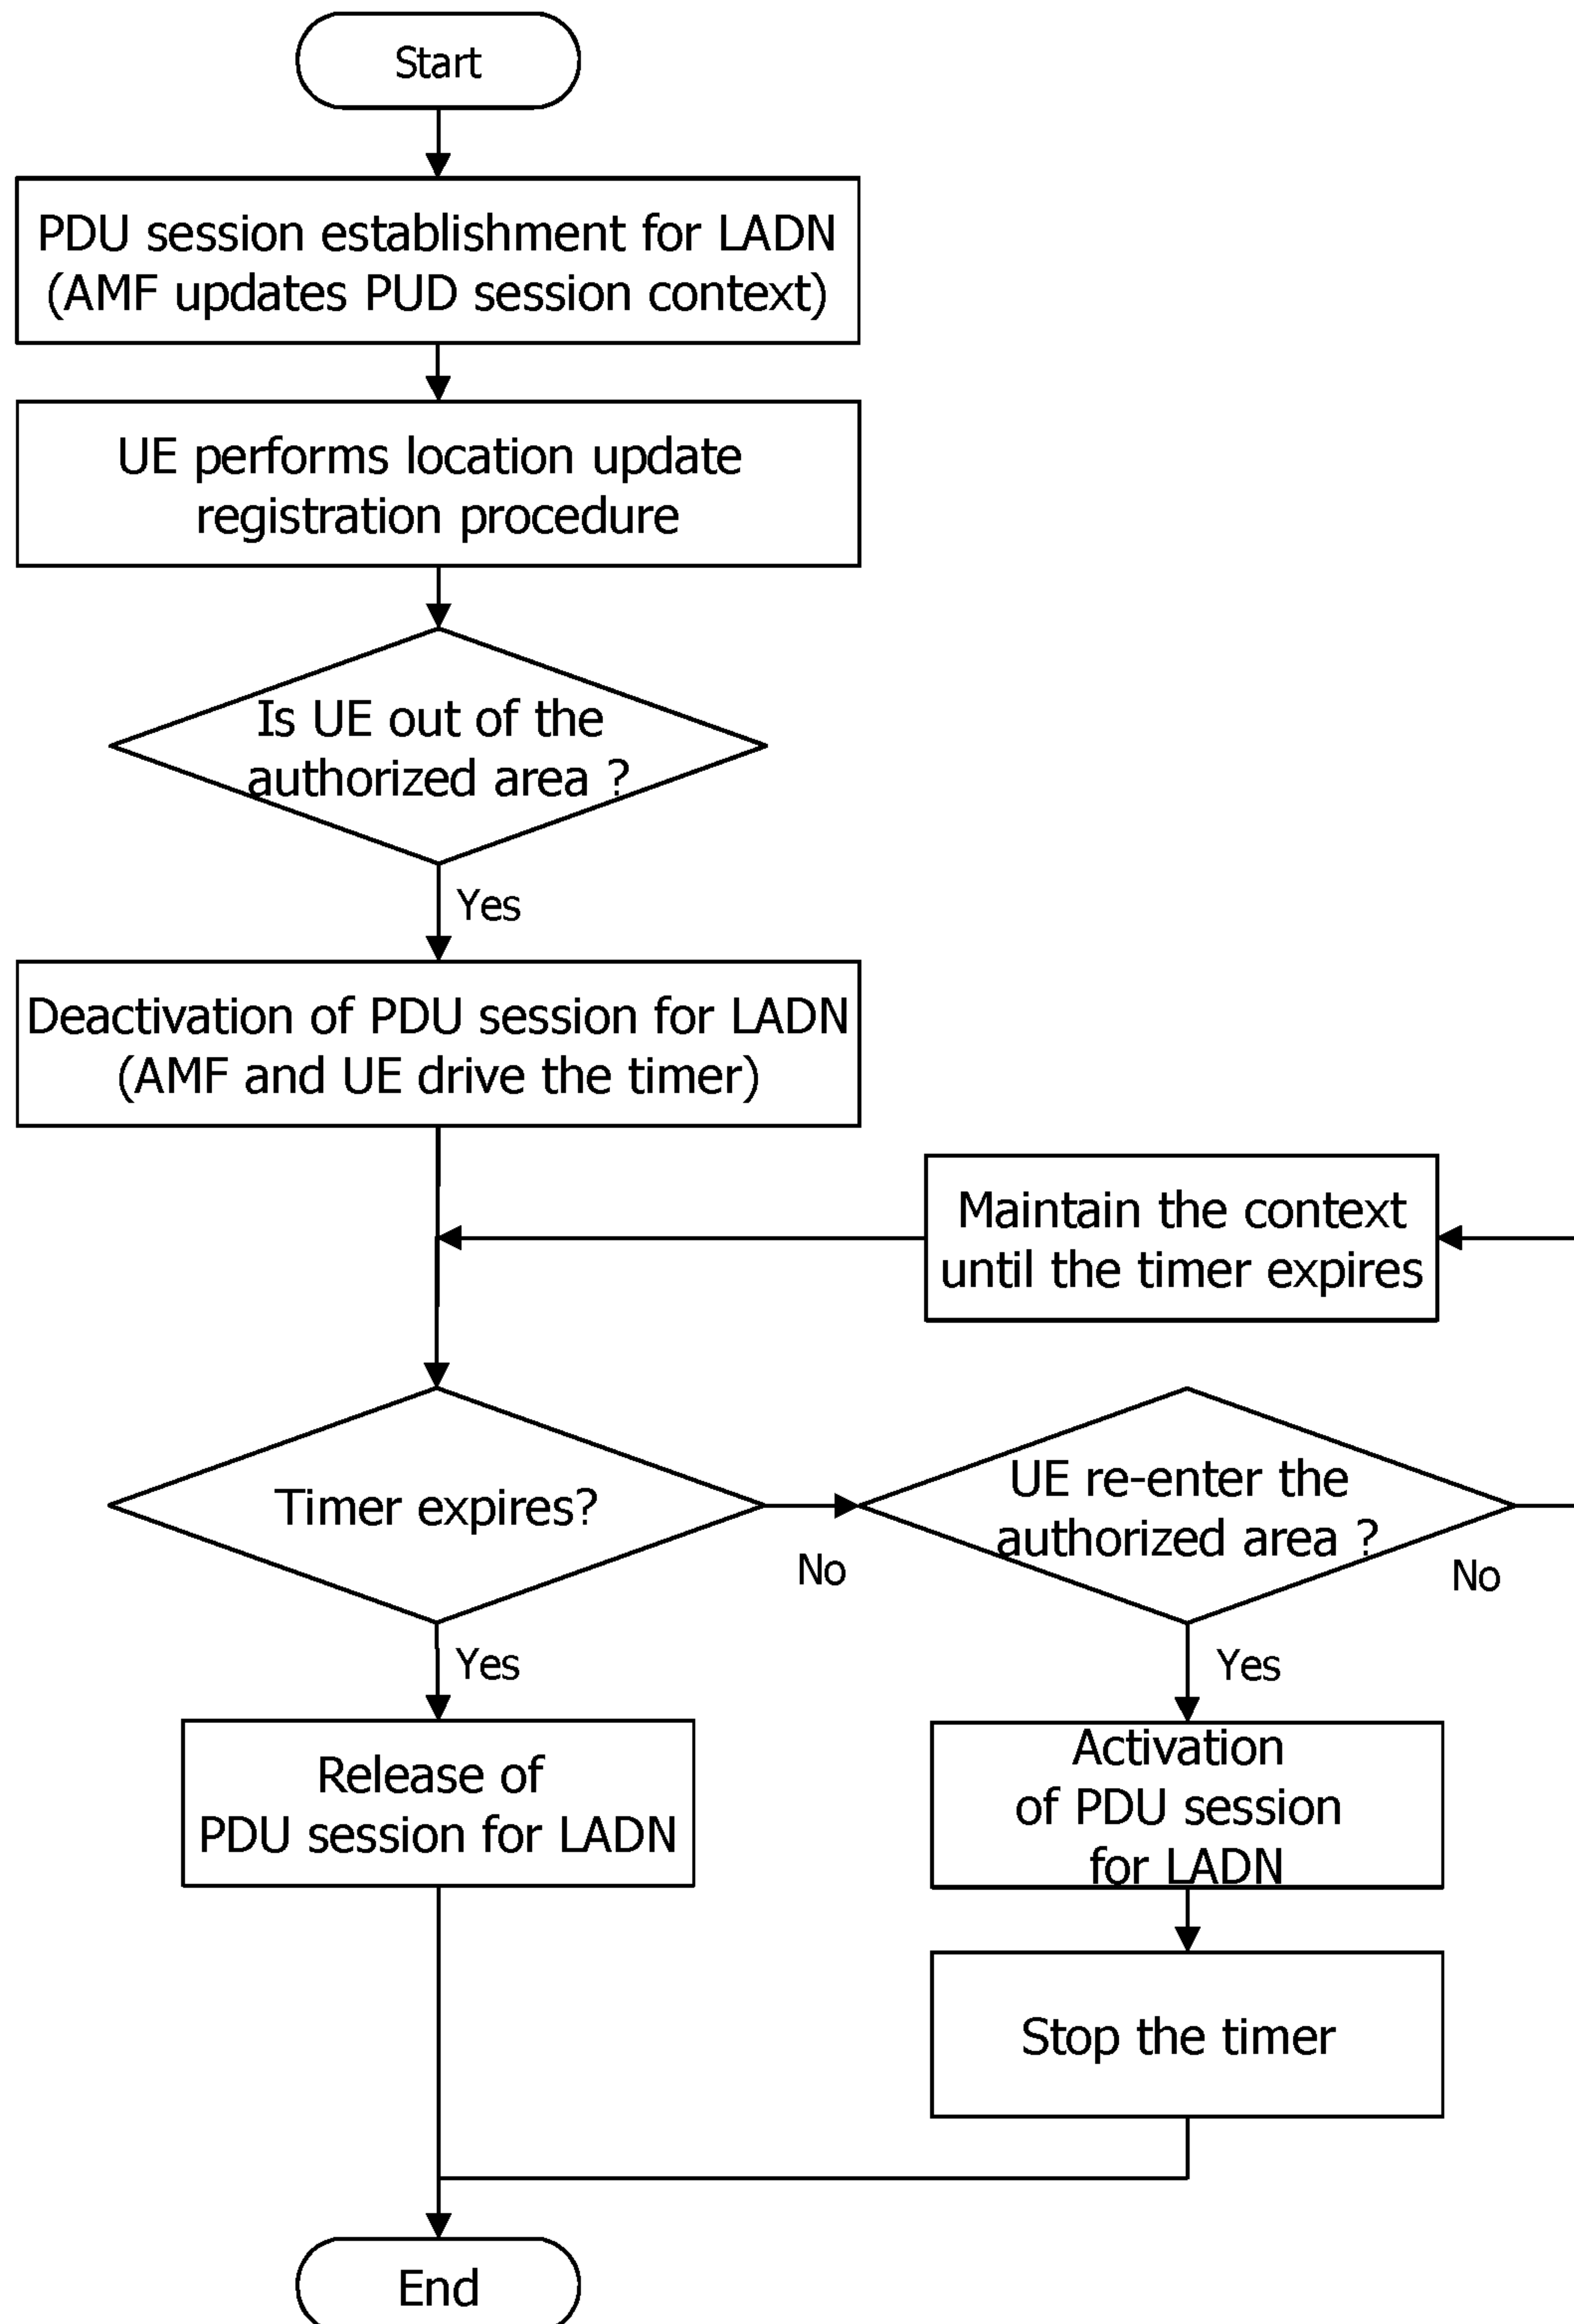 Start
PDU session establishment for LADN
(AMF updates PUD session context)
UE performs location update
registration procedure
Is UE out of the
authorized area ?
Yes
Deactivation of PDU session for LADN
(AMF and UE drive the timer)
Maintain the context
until the timer expires
Timer expires?
No
UE re-enter the
authorized area ?
No
Yes
Yes
Release of
PDU session for LADN
Activation
of PDU session
for LADN
Stop the timer
End